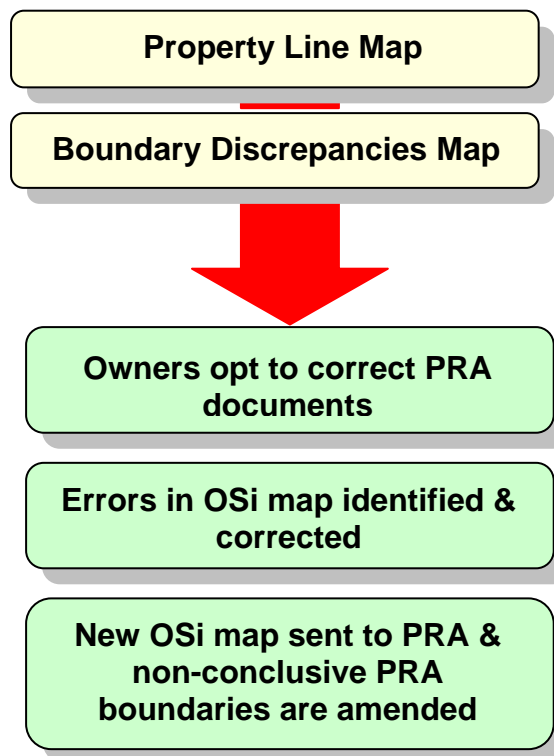 Property Line Map
Boundary Discrepancies Map
Owners opt to correct PRA
documents
Errors in OSi map identified &
corrected
New OSi map sent to PRA &
non-conclusive PRA
boundaries are amended